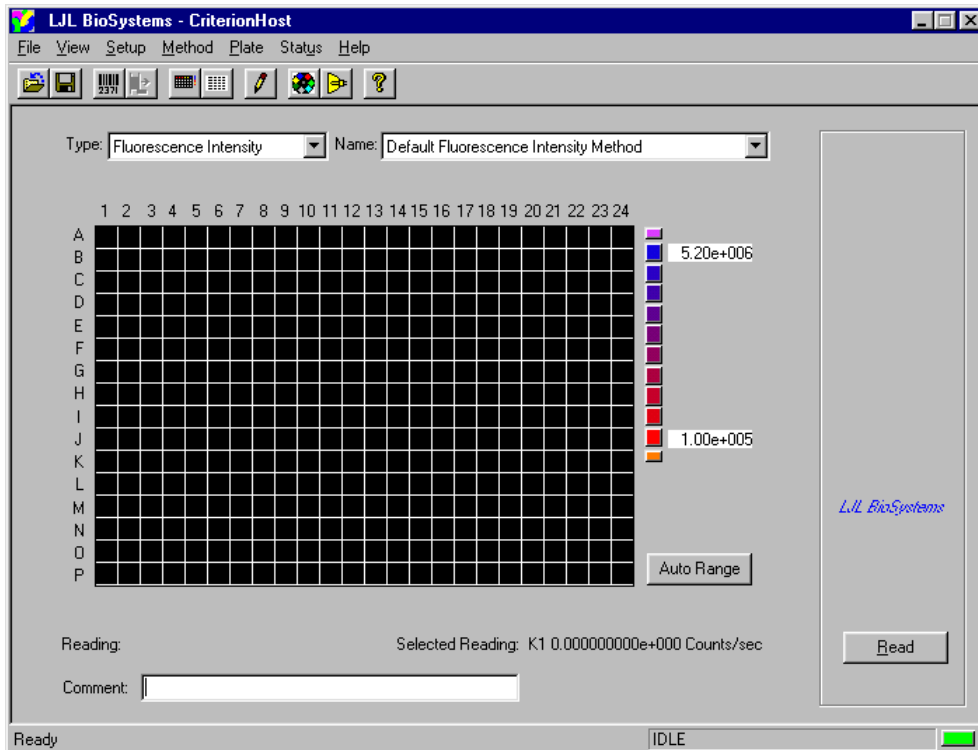 LJL BioSystems - CriterionHost
File View Setup Method Plate Status Help
2371
Type: Fluorescence Intensity Name: Default Fluorescence Intensity Method
1 2 3 4 5 6 7 8 9 10 11 12 13 14 15 16 17 18 19 20 21 22 23 24
A
B 5.20e+006
C
D
E
F
G
H
I
J 1.00e+005
K
L
M
N
O
P
LJL BioSystems
Auto Range
Reading: Selected Reading: K1 0.000000000e+000 Counts/sec
Read
Comment:
Ready IDLE